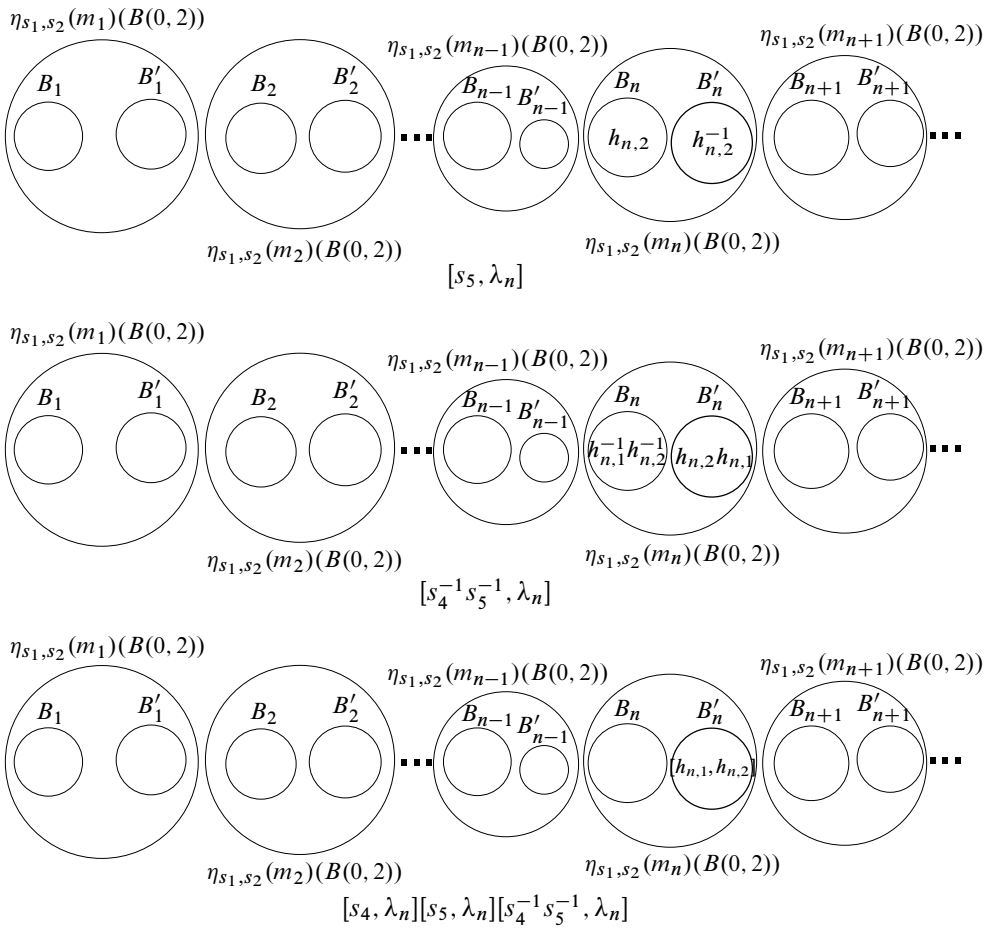 η_{s_1,s_2}(m_1)(B(0,2)) η_{s_1,s_2}(m_{n−1})(B(0,2)) η_{s_1,s_2}(m_{n+1})(B(0,2))
B_1 B'_1 B_2 B'_2 B_{n−1} B'_{n−1} B_n B'_n B_{n+1} B'_{n+1}
h_{n,2} h_{n,2}^{−1}
η_{s_1,s_2}(m_2)(B(0,2)) η_{s_1,s_2}(m_n)(B(0,2))
[s_5, λ_n]
η_{s_1,s_2}(m_1)(B(0,2)) η_{s_1,s_2}(m_{n−1})(B(0,2)) η_{s_1,s_2}(m_{n+1})(B(0,2))
B_1 B'_1 B_2 B'_2 B_{n−1} B'_{n−1} B_n B'_n B_{n+1} B'_{n+1}
h_{n,1}^{−1} h_{n,2}^{−1} h_{n,2} h_{n,1}
η_{s_1,s_2}(m_2)(B(0,2)) η_{s_1,s_2}(m_n)(B(0,2))
[s_4^{−1} s_5^{−1}, λ_n]
η_{s_1,s_2}(m_1)(B(0,2)) η_{s_1,s_2}(m_{n−1})(B(0,2)) η_{s_1,s_2}(m_{n+1})(B(0,2))
B_1 B'_1 B_2 B'_2 B_{n−1} B'_{n−1} B_n B'_n B_{n+1} B'_{n+1}
[h_{n,1}, h_{n,2}]
η_{s_1,s_2}(m_2)(B(0,2)) η_{s_1,s_2}(m_n)(B(0,2))
[s_4, λ_n][s_5, λ_n][s_4^{−1} s_5^{−1}, λ_n]